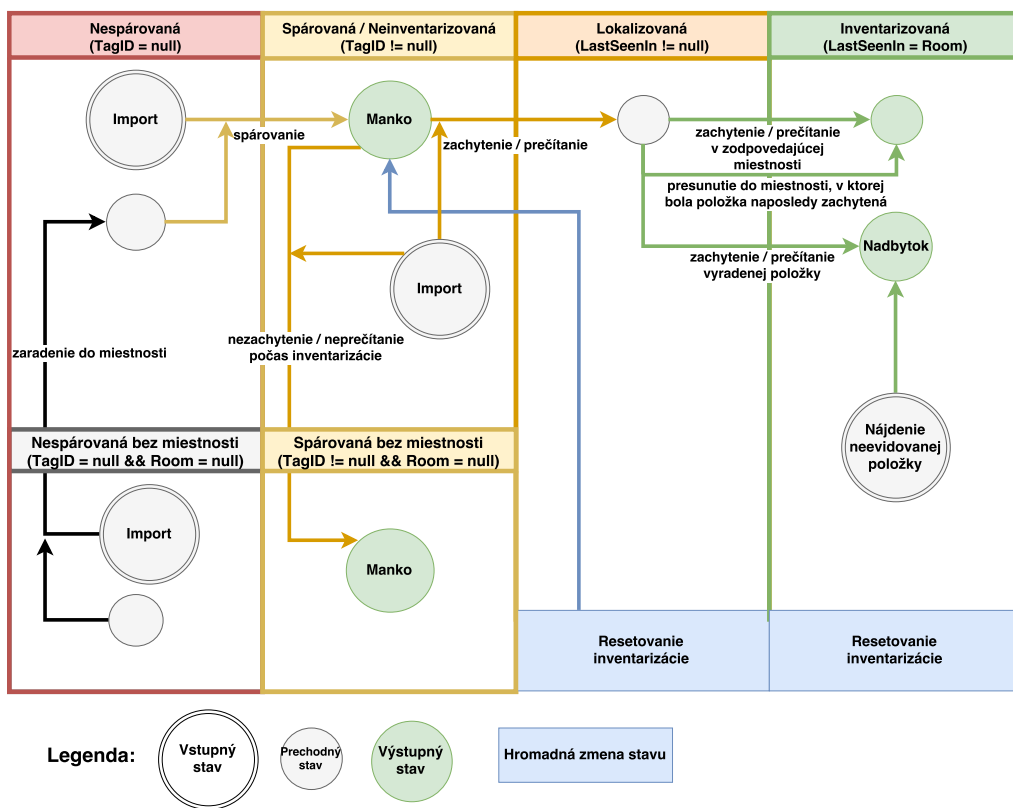 Nespárovaná
(TagID = null)
Spárovaná / Neinventarizovaná
(TagID != null)
Lokalizovaná
(LastSeenIn != null)
Inventarizovaná
(LastSeenIn = Room)
Import
spárovanie
Manko
zachytenie / prečítanie
zachytenie / prečítanie
v zodpovedajúcej
miestnosti
presunutie do miestnosti, v ktorej
bola položka naposledy zachytená
Nadbytok
zachytenie / prečítanie
vyradenej položky
Import
nezachytenie / neprečítanie
počas inventarizácie
zaradenie do miestnosti
Nájdenie
neevidovanej
položky
Nespárovaná bez miestnosti
(TagID = null && Room = null)
Spárovaná bez miestnosti
(TagID != null && Room = null)
Import
Manko
Resetovanie
inventarizácie
Resetovanie
inventarizácie
Legenda:
Vstupný
stav
Prechodný
stav
Výstupný
stav
Hromadná zmena stavu